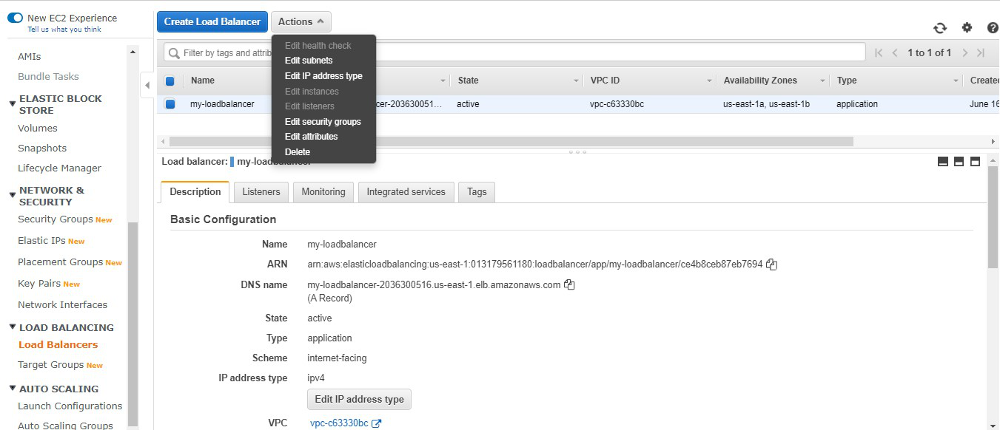 New EC2 Experience
Tell us what you think
AMIs
Bundle Tasks
ELASTIC BLOCK
STORE
Volumes
Snapshots
Lifecycle Manager
NETWORK &
SECURITY
Security Groups New
Elastic IPs New
Placement Groups New
Key Pairs New
Network Interfaces
LOAD BALANCING
Load Balancers
Target Groups New
AUTO SCALING
Launch Configurations
Auto Scaling Groups
Create Load Balancer Actions
Edit health check
Edit subnets
Edit IP address type
Edit instances
Edit listeners
Edit security groups
Edit attributes
Delete
Filter by tags and attrib
1 to 1 of 1
Name State VPC ID Availability Zones Type Created
my-loadbalancer cer-203630051... active vpc-c63330bc us-east-1a, us-east-1b application June 16
Load balancer: my-loadbalancer
Description Listeners Monitoring Integrated services Tags
Basic Configuration
Name my-loadbalancer
ARN arn:aws:elasticloadbalancing:us-east-1:013179561180:loadbalancer/app/my-loadbalancer/ce4b8ceb87eb7694
DNS name my-loadbalancer-2036300516.us-east-1.elb.amazonaws.com
(A Record)
State active
Type application
Scheme internet-facing
IP address type ipv4
Edit IP address type
VPC vpc-c63330bc